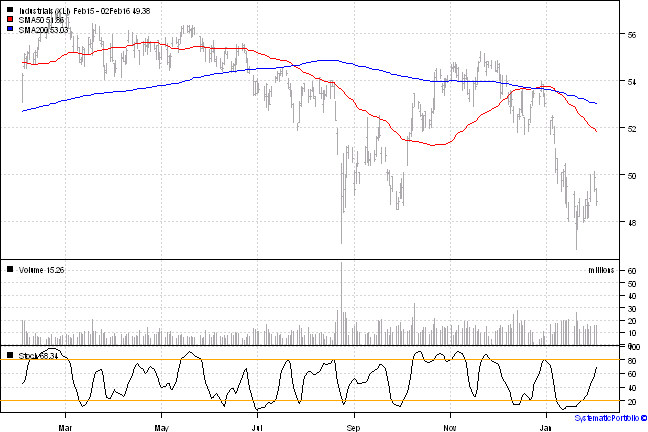 Industrials (XLI) Feb15 - 02Feb16 49.38
SMA50 51.86
SMA200 53.03
56
54
52
50
48
Volume 15.26
millions
60
50
40
30
20
10
0
Stoch 68.34
100
80
60
40
20
Mar May Jul Sep Nov Jan
SystematicPortfolio ©